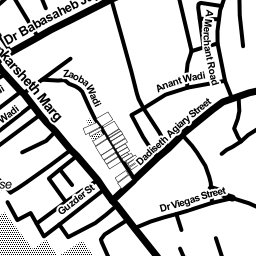 Dr Babasaheb J
A Merchant Road
karsheth Marg
Zaoba Wadi
Anant Wadi
Wadi
Dadiseth Agiary Street
se
Guzder St
Dr Viegas Street